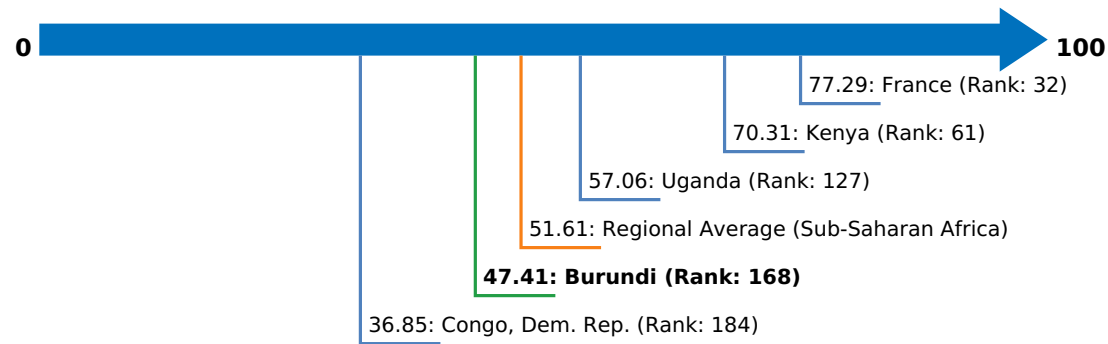 0
100
77.29: France (Rank: 32)
70.31: Kenya (Rank: 61)
57.06: Uganda (Rank: 127)
51.61: Regional Average (Sub-Saharan Africa)
47.41: Burundi (Rank: 168)
36.85: Congo, Dem. Rep. (Rank: 184)